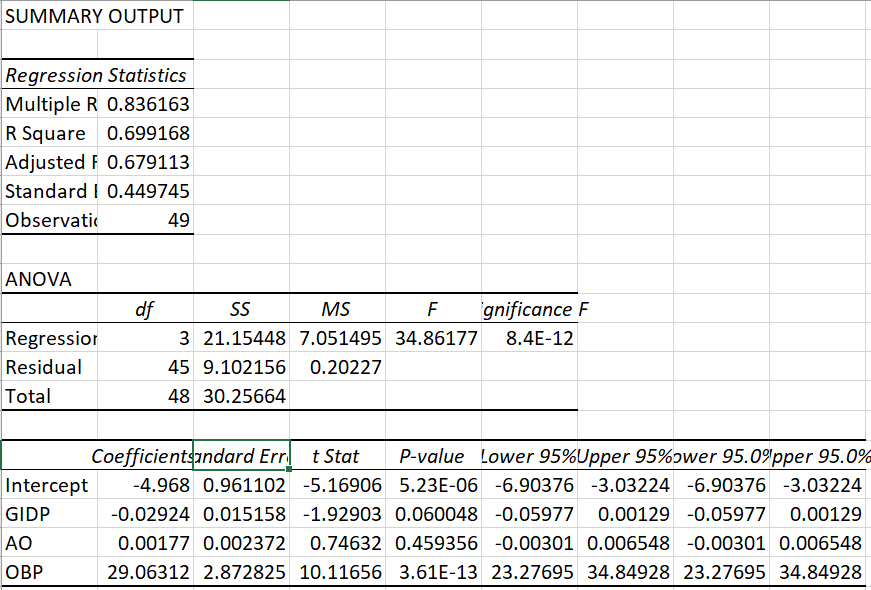 SUMMARY OUTPUT
Regression Statistics
Multiple R 0.836163
R Square 0.699168
Adjusted 0.679113
Standard 0.449745
Observatio 49
ANOVA
df SS MS F gnificance F
Regression 3 21.15448 7.051495 34.86177 8.4E-12
Residual 45 9.102156 0.20227
Total 48 30.25664
Coefficients andard Err t Stat P-value Lower 95% Upper 95% ower 95.0% pper 95.0%
Intercept -4.968 0.961102 -5.16906 5.23E-06 -6.90376 -3.03224 -6.90376 -3.03224
GIDP -0.02924 0.015158 -1.92903 0.060048 -0.05977 0.00129 -0.05977 0.00129
AO 0.00177 0.002372 0.74632 0.459356 -0.00301 0.006548 -0.00301 0.006548
OBP 29.06312 2.872825 10.11656 3.61E-13 23.27695 34.84928 23.27695 34.84928